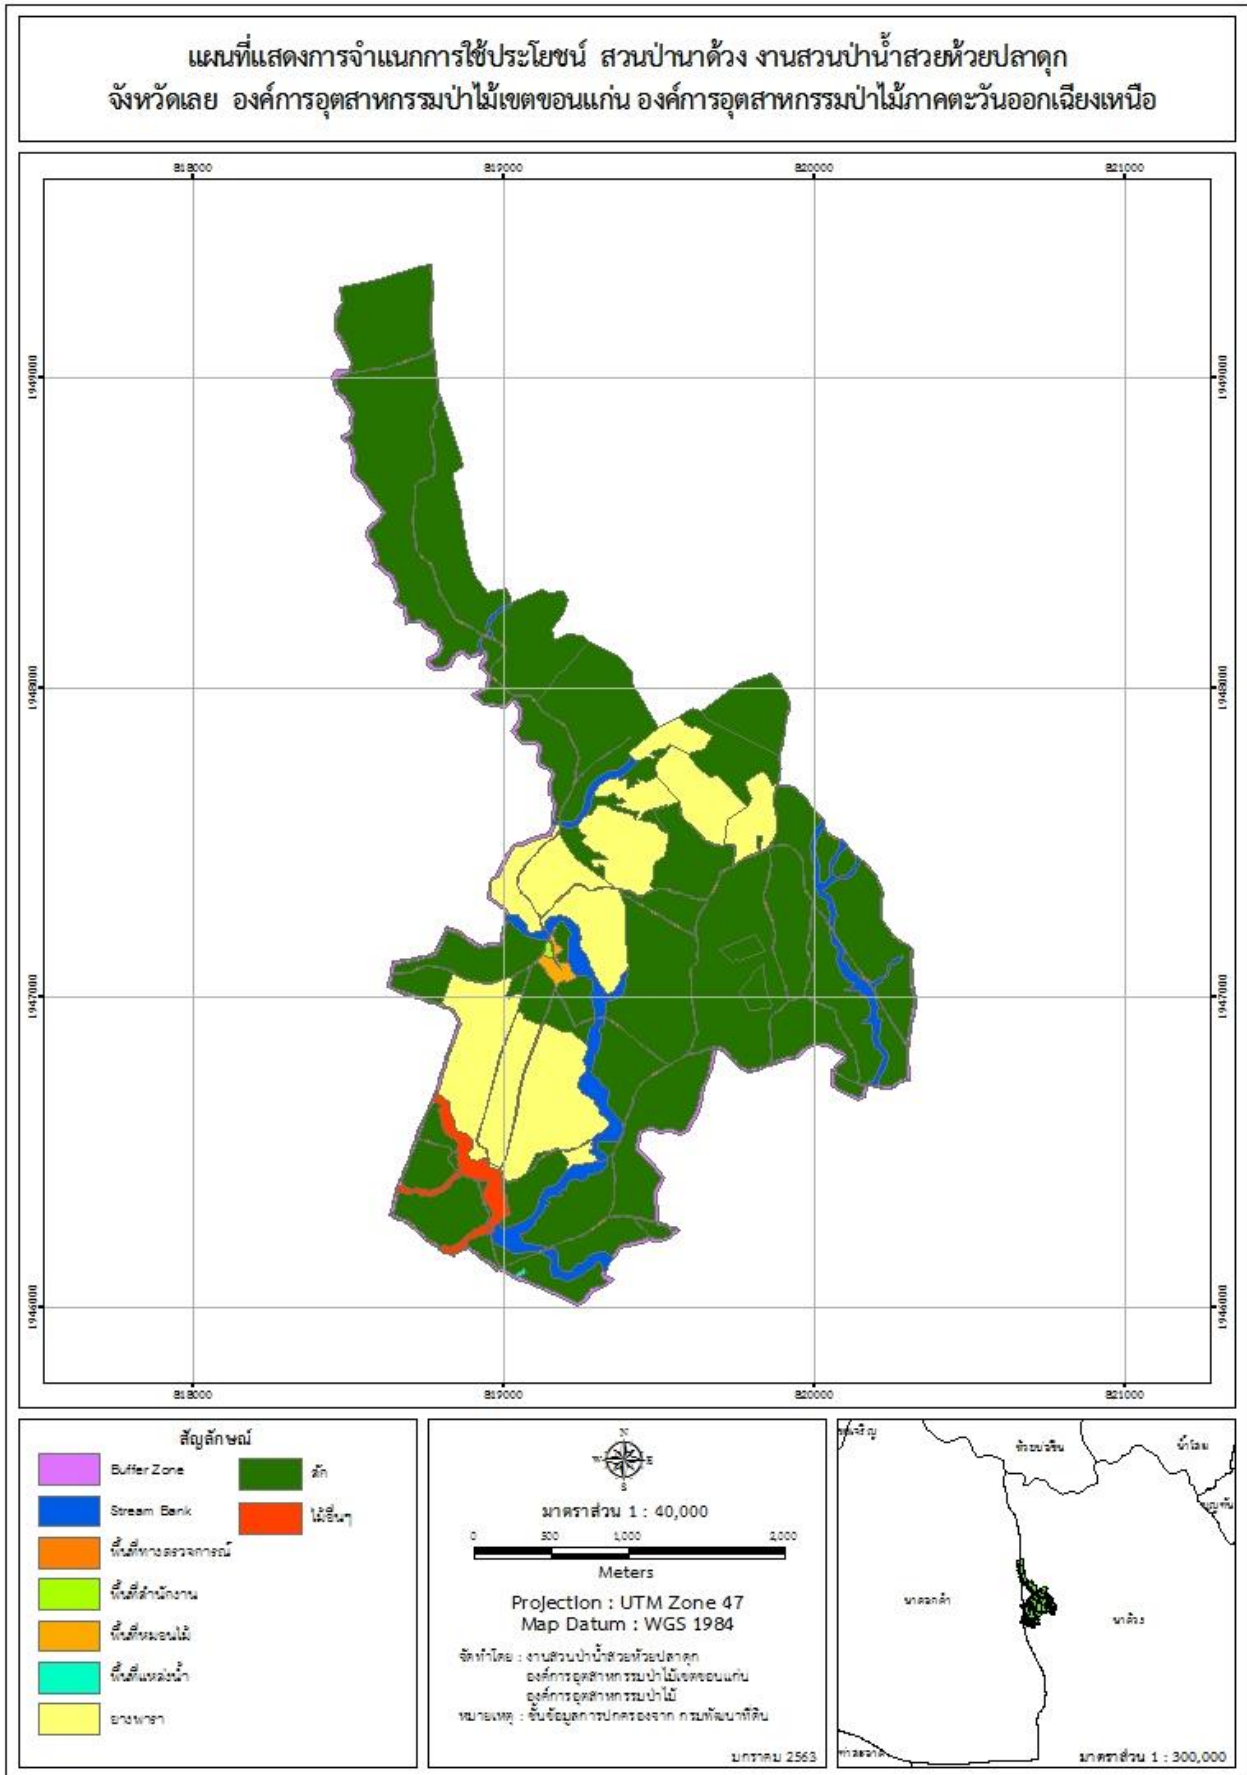 แผนที่แสดงการจำแนกการใช้ประโยชน์ สวนป่านาด้วง งานสวนป่าน้ำสวยห้วยปลาดุก
จังหวัดเลย องค์การอุตสาหกรรมป่าไม้เขตขอนแก่น องค์การอุตสาหกรรมป่าไม้ภาคตะวันออกเฉียงเหนือ
818000 819000 820000 821000
1949000 1949000
1948000 1948000
1947000 1947000
1946000 1946000
818000 819000 820000 821000
สัญลักษณ์
Buffer Zone
Stream Bank
พื้นที่ทางตรวจการณ์
พื้นที่สำนักงาน
พื้นที่หมอนไม้
พื้นที่แหล่งน้ำ
ยางพารา
สัก
ไม้อื่นๆ
N
W E
S
มาตราส่วน 1 : 40,000
0 500 1,000 2,000
Meters
Projection : UTM Zone 47
Map Datum : WGS 1984
จัดทำโดย : งานสวนป่าน้ำสวยห้วยปลาดุก
องค์การอุตสาหกรรมป่าไม้เขตขอนแก่น
องค์การอุตสาหกรรมป่าไม้
หมายเหตุ : ชั้นข้อมูลการปกครองจาก กรมพัฒนาที่ดิน
มกราคม 2563
ห้วยบ่อซืน
นาดอกคำ
นาด้วง
มาตราส่วน 1 : 300,000